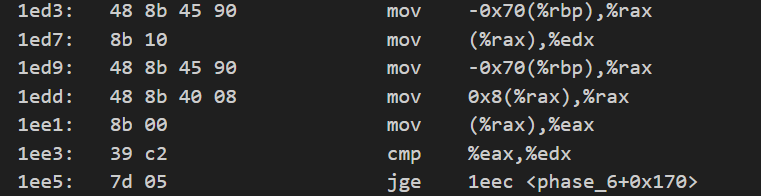 1ed3: 48 8b 45 90 mov -0x70(%rbp),%rax
1ed7: 8b 10 mov (%rax),%edx
1ed9: 48 8b 45 90 mov -0x70(%rbp),%rax
1edd: 48 8b 40 08 mov 0x8(%rax),%rax
1ee1: 8b 00 mov (%rax),%eax
1ee3: 39 c2 cmp %eax,%edx
1ee5: 7d 05 jge 1eec <phase_6+0x170>